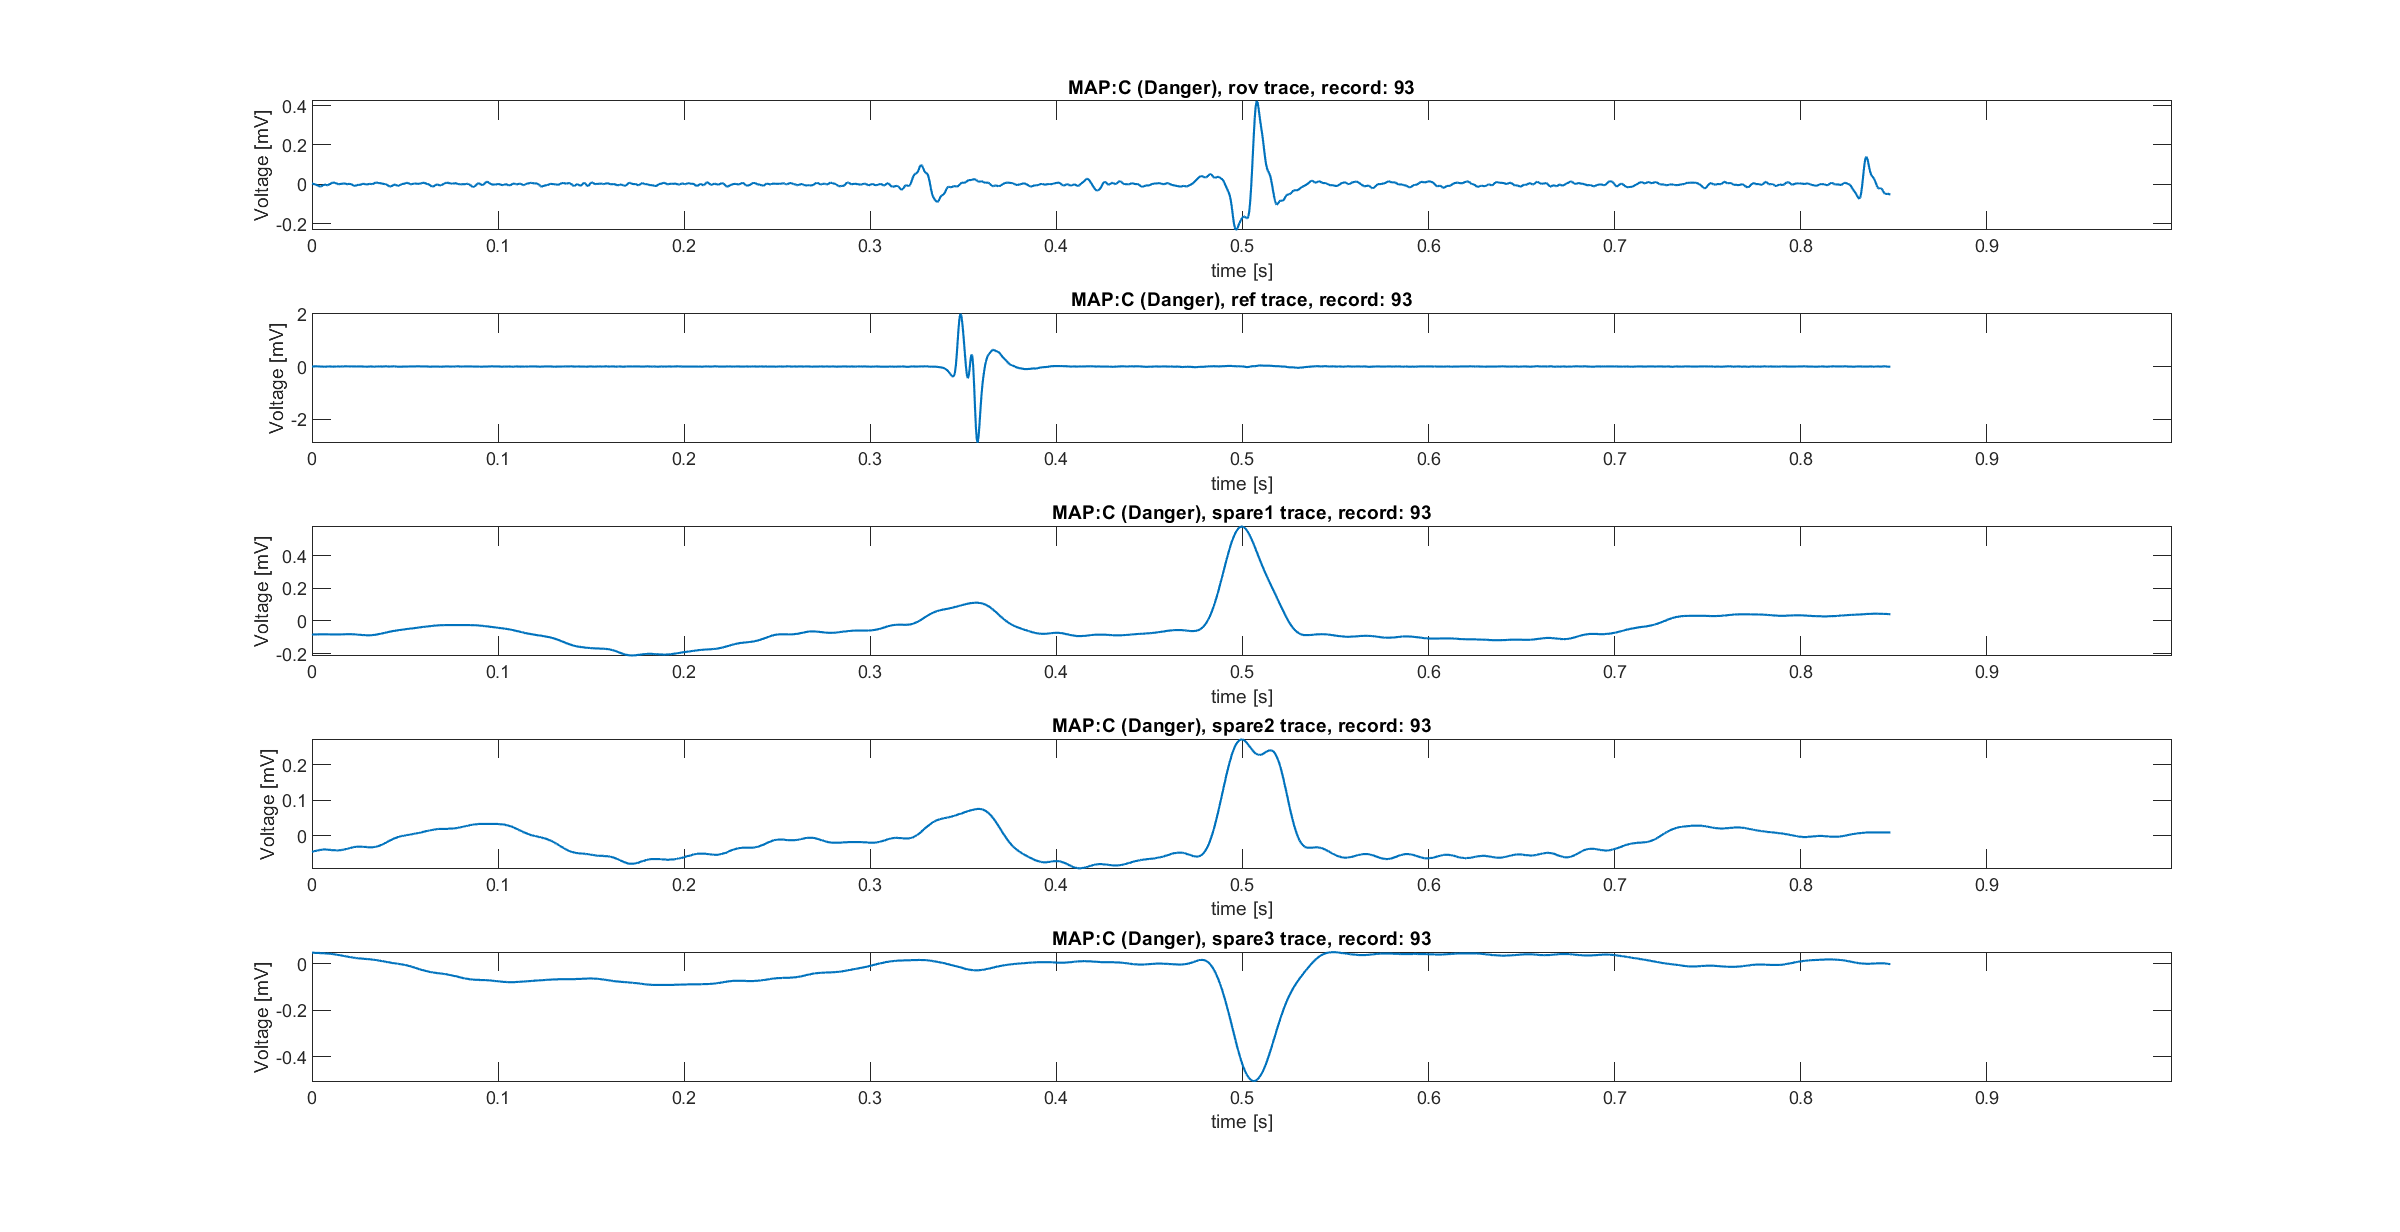 MAP:C (Danger), rov trace, record: 93
Voltage [mV]
0.4
0.2
0
-0.2
0 0.1 0.2 0.3 0.4 0.5 0.6 0.7 0.8 0.9
time [s]
MAP:C (Danger), ref trace, record: 93
Voltage [mV]
2
0
-2
0 0.1 0.2 0.3 0.4 0.5 0.6 0.7 0.8 0.9
time [s]
MAP:C (Danger), spare1 trace, record: 93
Voltage [mV]
0.4
0.2
0
-0.2
0 0.1 0.2 0.3 0.4 0.5 0.6 0.7 0.8 0.9
time [s]
MAP:C (Danger), spare2 trace, record: 93
Voltage [mV]
0.2
0.1
0
0 0.1 0.2 0.3 0.4 0.5 0.6 0.7 0.8 0.9
time [s]
MAP:C (Danger), spare3 trace, record: 93
Voltage [mV]
0
-0.2
-0.4
0 0.1 0.2 0.3 0.4 0.5 0.6 0.7 0.8 0.9
time [s]